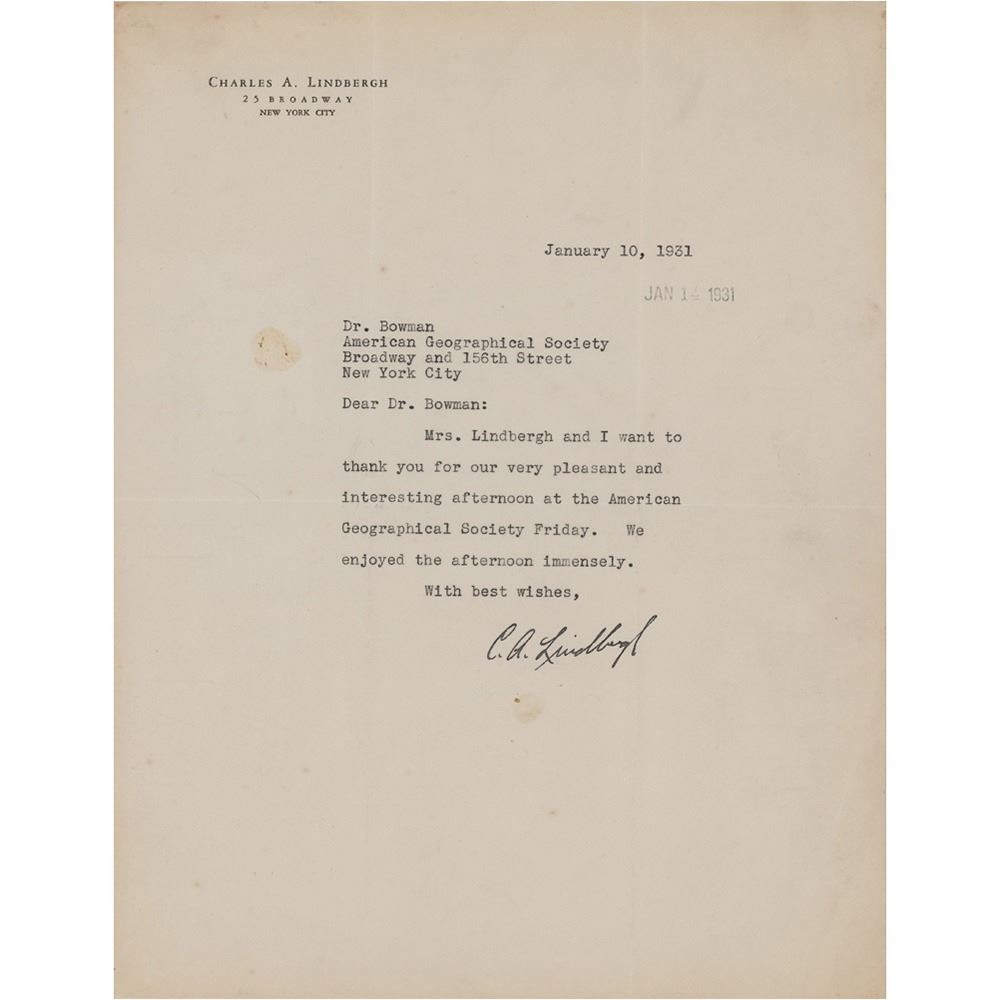 CHARLES A. LINDBERGH
25 BROADWAY
NEW YORK CITY
January 10, 1931
JAN 1 1931
Dr. Bowman
American Geographical Society
Broadway and 156th Street
New York City
Dear Dr. Bowman:
Mrs. Lindbergh and I want to
thank you for our very pleasant and
interesting afternoon at the American
Geographical Society Friday. We
enjoyed the afternoon immensely.
With best wishes,
C. A. Lindbergh